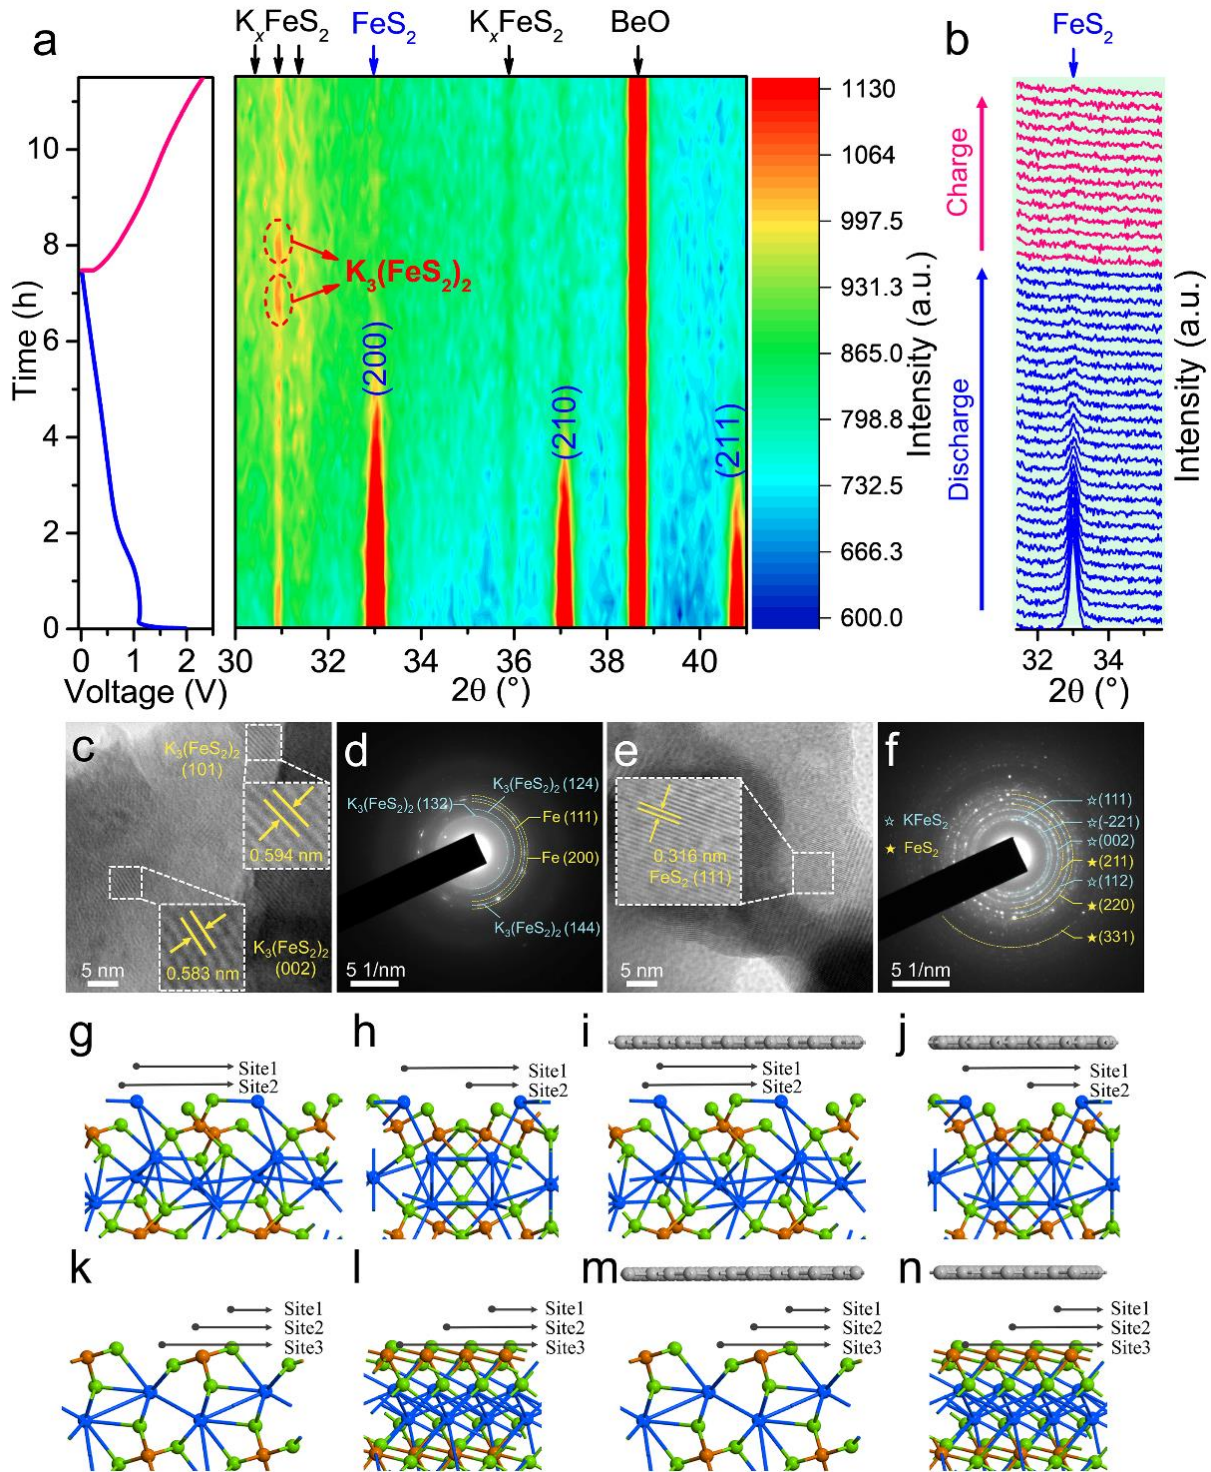 a
KxFeS2
FeS2
KxFeS2
BeO
b
FeS2
10
8
6
4
2
0
Time (h)
0 1 2
Voltage (V)
K3(FeS2)2
(200)
(210)
(211)
30 32 34 36 38 40
2θ (°)
1130
1064
997.5
931.3
865.0
798.8
732.5
666.3
600.0
Intensity (a.u.)
Charge
Discharge
32 34
2θ (°)
Intensity (a.u.)
c
K3(FeS2)2
(101)
0.594 nm
0.583 nm
K3(FeS2)2
(002)
5 nm
d
K3(FeS2)2 (124)
K3(FeS2)2 (132)
Fe (111)
Fe (200)
K3(FeS2)2 (144)
5 1/nm
e
0.316 nm
FeS2 (111)
5 nm
f
☆ KFeS2
★ FeS2
☆(111)
☆(-221)
☆(002)
★(211)
☆(112)
★(220)
★(331)
5 1/nm
g
Site1
Site2
h
Site1
Site2
i
Site1
Site2
j
Site1
Site2
k
Site1
Site2
Site3
l
Site1
Site2
Site3
m
Site1
Site2
Site3
n
Site1
Site2
Site3